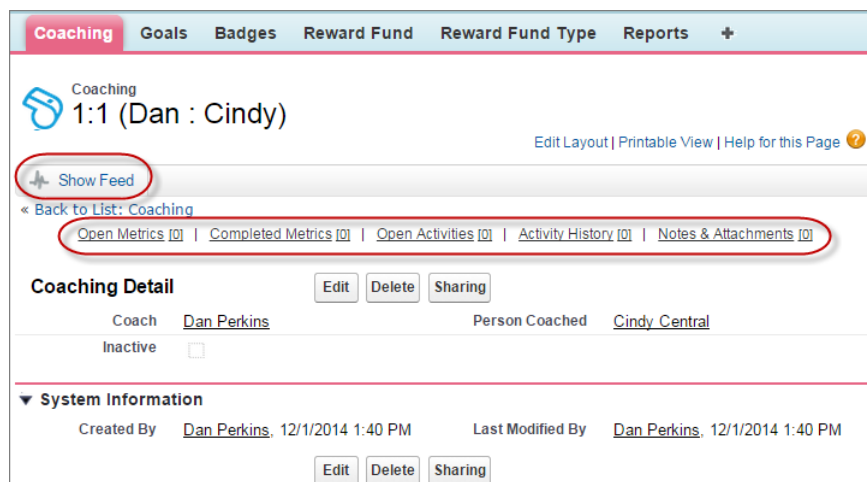 Coaching Goals Badges Reward Fund Reward Fund Type Reports +
Coaching
1:1 (Dan : Cindy)
Edit Layout | Printable View | Help for this Page ?
Show Feed
« Back to List: Coaching
Open Metrics [0] | Completed Metrics [0] | Open Activities [0] | Activity History [0] | Notes & Attachments [0]
Coaching Detail Edit Delete Sharing
Coach Dan Perkins Person Coached Cindy Central
Inactive
System Information
Created By Dan Perkins, 12/1/2014 1:40 PM Last Modified By Dan Perkins, 12/1/2014 1:40 PM
Edit Delete Sharing